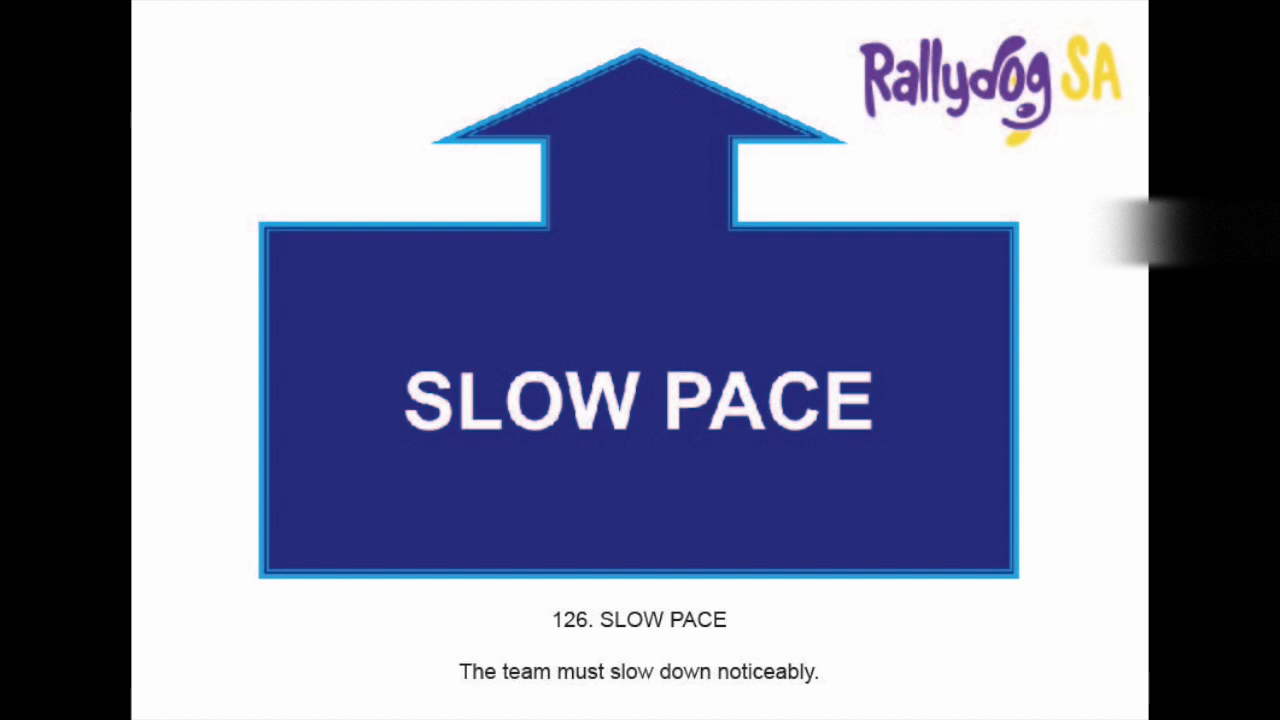 Rallydog SA
SLOW PACE
126. SLOW PACE
The team must slow down noticeably.